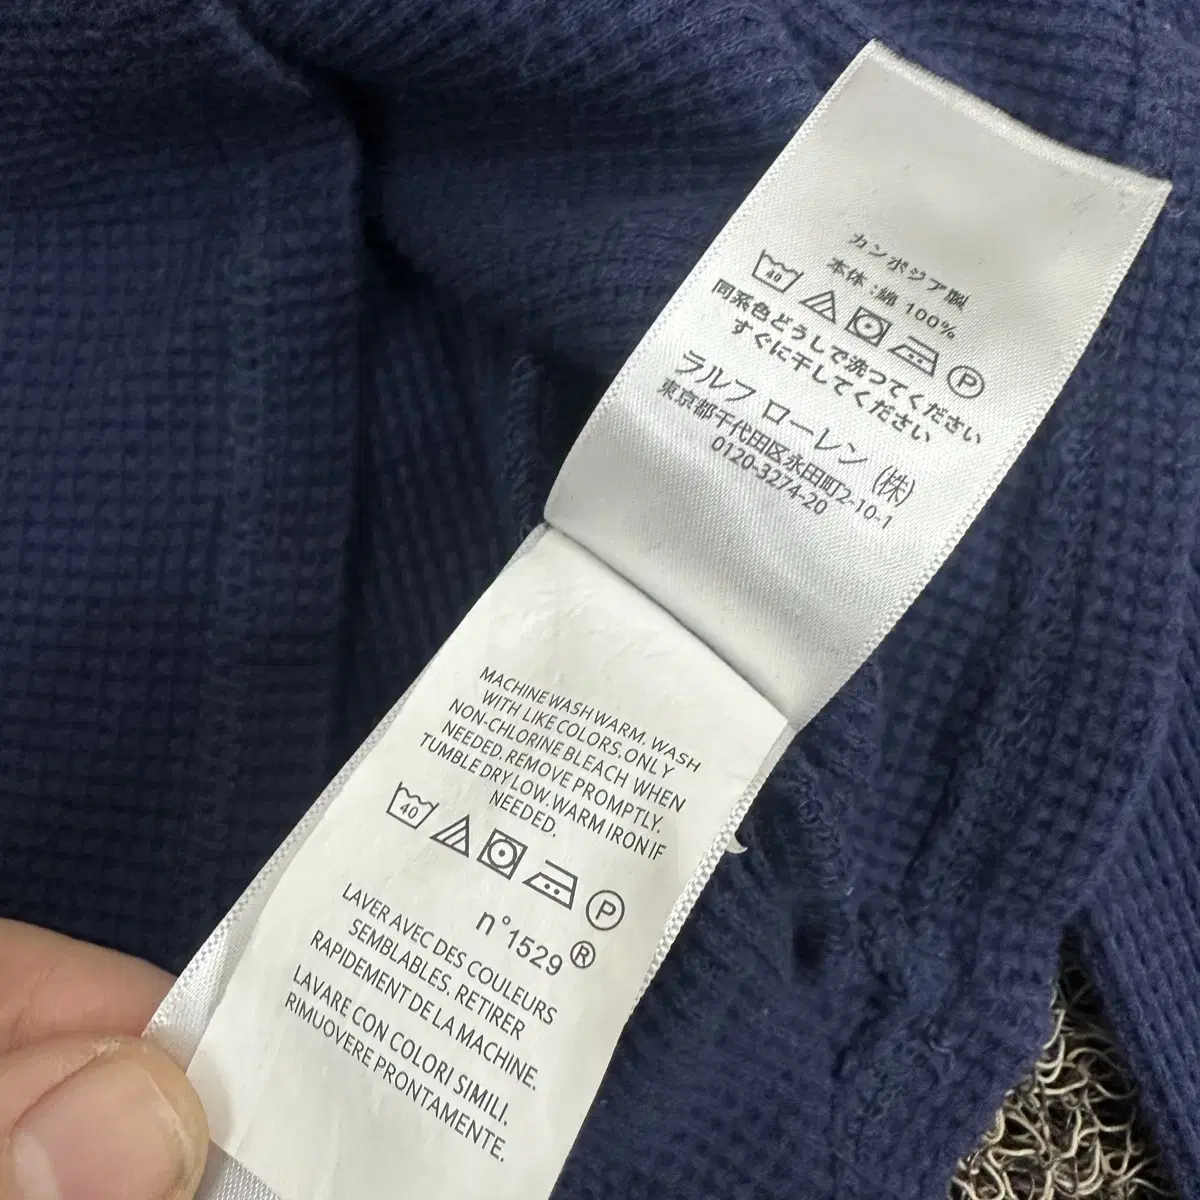 カンボジア製
本体:綿 100%
40
P
同系色どうしで洗ってください
すぐに干してください
ラルフ ローレン (株)
東京都千代田区永田町2-10-1
0120-3274-20
MACHINE WASH WARM. WASH
WITH LIKE COLORS. ONLY
NON-CHLORINE BLEACH WHEN
NEEDED. REMOVE PROMPTLY.
TUMBLE DRY LOW. WARM IRON IF
NEEDED.
40
P
n°1529®
LAVER AVEC DES COULEURS
SEMBLABLES. RETIRER
RAPIDEMENT DE LA MACHINE.
LAVARE CON COLORI SIMILI.
RIMUOVERE PRONTAMENTE.